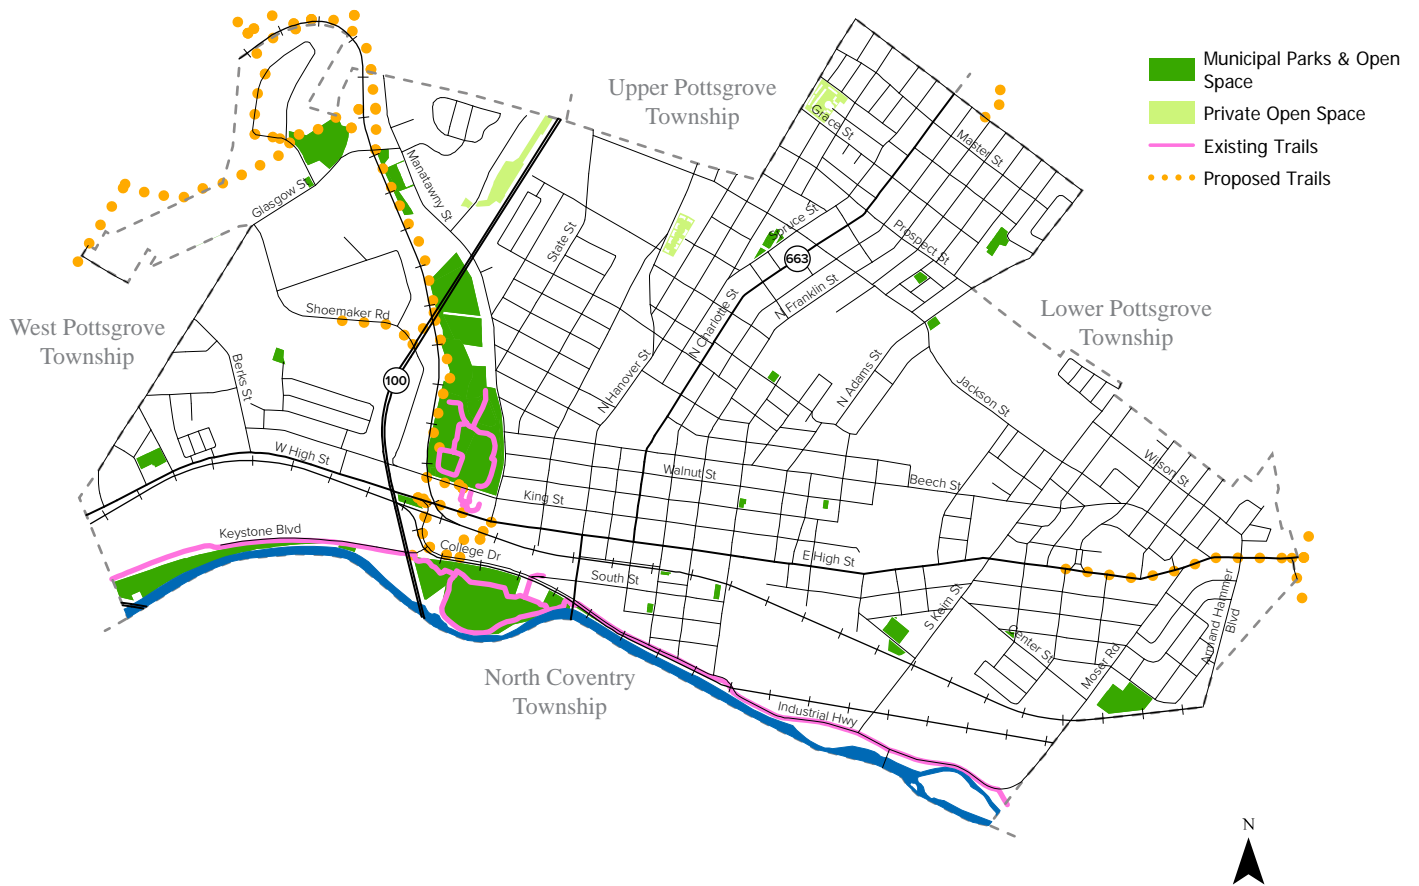 Municipal Parks & Open
Space
Private Open Space
Existing Trails
Proposed Trails
Upper Pottsgrove
Township
Grace St
Master St
Manatawny St
Glasgow St
State St
Spruce St
Prospect St
663
N Franklin St
N Charlotte St
Lower Pottsgrove
Township
West Pottsgrove
Township
Shoemaker Rd
Berks St
100
N Hanover St
N Adams St
Jackson St
W High St
Walnut St
Beech St
Wilson St
King St
Keystone Blvd
College Dr
E High St
South St
S Keim St
Center St
Moser Rd
Armand Hammer
Blvd
North Coventry
Township
Industrial Hwy
N